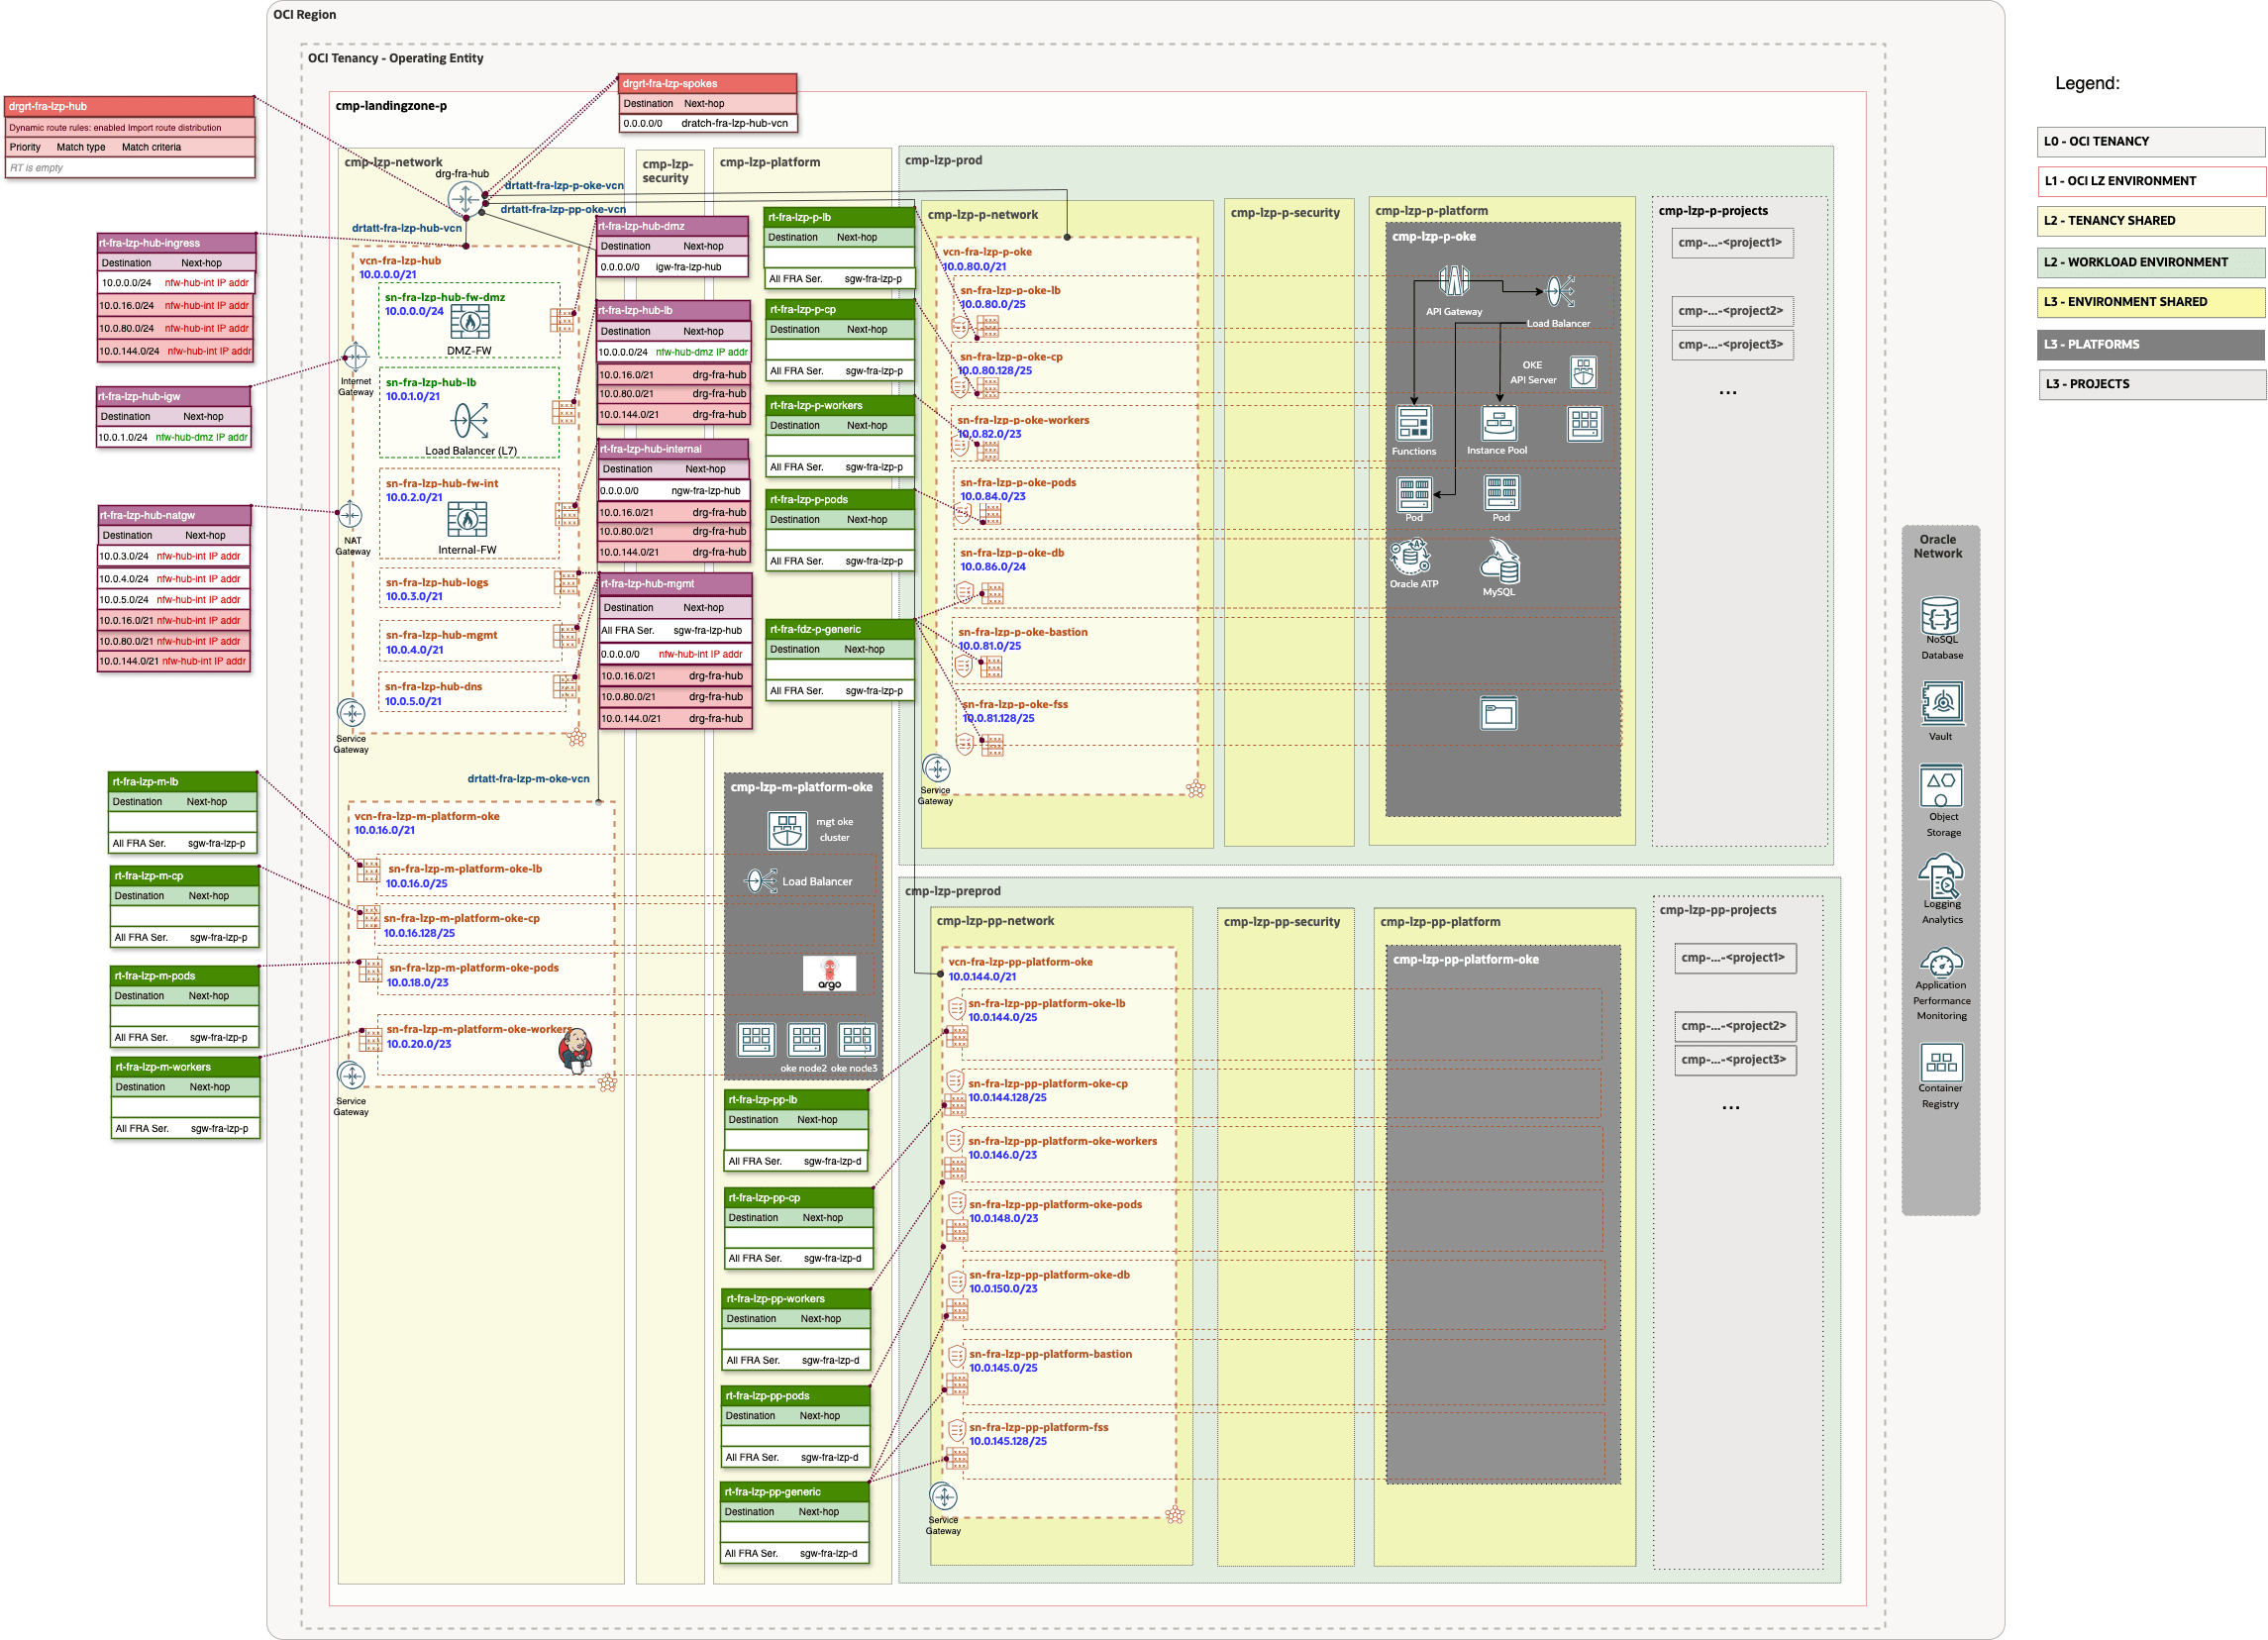 OCI Region
OCI Tenancy - Operating Entity
cmp-landingzone-p
drgrt-fra-lzp-hub
Dynamic route rules: enabled Import route distribution
Priority Match type Match criteria
RT is empty
drgrt-fra-lzp-spokes
Destination Next-hop
0.0.0.0/0 dratch-fra-lzp-hub-vcn
cmp-lzp-network
cmp-lzp-
security
cmp-lzp-platform
drg-fra-hub
drtatt-fra-lzp-p-oke-vcn
drtatt-fra-lzp-pp-oke-vcn
drtatt-fra-lzp-hub-vcn
rt-fra-lzp-hub-ingress
Destination Next-hop
10.0.0.0/24 nfw-hub-int IP addr
10.0.16.0/24 nfw-hub-int IP addr
10.0.80.0/24 nfw-hub-int IP addr
10.0.144.0/24 nfw-hub-int IP addr
rt-fra-lzp-hub-igw
Destination Next-hop
10.0.1.0/24 nfw-hub-dmz IP addr
rt-fra-lzp-hub-natgw
Destination Next-hop
10.0.3.0/24 nfw-hub-int IP addr
10.0.4.0/24 nfw-hub-int IP addr
10.0.5.0/24 nfw-hub-int IP addr
10.0.16.0/21 nfw-hub-int IP addr
10.0.80.0/21 nfw-hub-int IP addr
10.0.144.0/21 nfw-hub-int IP addr
vcn-fra-lzp-hub
10.0.0.0/21
sn-fra-lzp-hub-fw-dmz
10.0.0.0/24
DMZ-FW
Internet
Gateway
sn-fra-lzp-hub-lb
10.0.1.0/21
Load Balancer (L7)
sn-fra-lzp-hub-fw-int
10.0.2.0/21
Internal-FW
NAT
Gateway
sn-fra-lzp-hub-logs
10.0.3.0/21
sn-fra-lzp-hub-mgmt
10.0.4.0/21
sn-fra-lzp-hub-dns
10.0.5.0/21
Service
Gateway
rt-fra-lzp-hub-dmz
Destination Next-hop
0.0.0.0/0 igw-fra-lzp-hub
rt-fra-lzp-hub-lb
Destination Next-hop
10.0.0.0/24 nfw-hub-dmz IP addr
10.0.16.0/21 drg-fra-hub
10.0.80.0/21 drg-fra-hub
10.0.144.0/21 drg-fra-hub
rt-fra-lzp-hub-internal
Destination Next-hop
0.0.0.0/0 ngw-fra-lzp-hub
10.0.16.0/21 drg-fra-hub
10.0.80.0/21 drg-fra-hub
10.0.144.0/21 drg-fra-hub
rt-fra-lzp-hub-mgmt
Destination Next-hop
All FRA Ser. sgw-fra-lzp-hub
0.0.0.0/0 nfw-hub-int IP addr
10.0.16.0/21 drg-fra-hub
10.0.80.0/21 drg-fra-hub
10.0.144.0/21 drg-fra-hub
rt-fra-lzp-p-lb
Destination Next-hop
All FRA Ser. sgw-fra-lzp-p
rt-fra-lzp-p-cp
Destination Next-hop
All FRA Ser. sgw-fra-lzp-p
rt-fra-lzp-p-workers
Destination Next-hop
All FRA Ser. sgw-fra-lzp-p
rt-fra-lzp-p-pods
Destination Next-hop
All FRA Ser. sgw-fra-lzp-p
rt-fra-fdz-p-generic
Destination Next-hop
All FRA Ser. sgw-fra-lzp-p
drtatt-fra-lzp-m-oke-vcn
vcn-fra-lzp-m-platform-oke
10.0.16.0/21
sn-fra-lzp-m-platform-oke-lb
10.0.16.0/25
sn-fra-lzp-m-platform-oke-cp
10.0.16.128/25
sn-fra-lzp-m-platform-oke-pods
10.0.18.0/23
sn-fra-lzp-m-platform-oke-workers
10.0.20.0/23
Service
Gateway
rt-fra-lzp-m-lb
Destination Next-hop
All FRA Ser. sgw-fra-lzp-p
rt-fra-lzp-m-cp
Destination Next-hop
All FRA Ser. sgw-fra-lzp-p
rt-fra-lzp-m-pods
Destination Next-hop
All FRA Ser. sgw-fra-lzp-p
rt-fra-lzp-m-workers
Destination Next-hop
All FRA Ser. sgw-fra-lzp-p
cmp-lzp-m-platform-oke
mgt oke
cluster
Load Balancer
argo
oke node2 oke node3
rt-fra-lzp-pp-lb
Destination Next-hop
All FRA Ser. sgw-fra-lzp-d
rt-fra-lzp-pp-cp
Destination Next-hop
All FRA Ser. sgw-fra-lzp-d
rt-fra-lzp-pp-workers
Destination Next-hop
All FRA Ser. sgw-fra-lzp-d
rt-fra-lzp-pp-pods
Destination Next-hop
All FRA Ser. sgw-fra-lzp-d
rt-fra-lzp-pp-generic
Destination Next-hop
All FRA Ser. sgw-fra-lzp-d
cmp-lzp-prod
cmp-lzp-p-network
vcn-fra-lzp-p-oke
10.0.80.0/21
sn-fra-lzp-p-oke-lb
10.0.80.0/25
sn-fra-lzp-p-oke-cp
10.0.80.128/25
sn-fra-lzp-p-oke-workers
10.0.82.0/23
sn-fra-lzp-p-oke-pods
10.0.84.0/23
sn-fra-lzp-p-oke-db
10.0.86.0/24
sn-fra-lzp-p-oke-bastion
10.0.81.0/25
sn-fra-lzp-p-oke-fss
10.0.81.128/25
Service
Gateway
cmp-lzp-p-security
cmp-lzp-p-platform
cmp-lzp-p-oke
API Gateway
Load Balancer
OKE
API Server
Functions
Instance Pool
Pod
Pod
Oracle ATP
MySQL
cmp-lzp-p-projects
cmp-...-<project1>
cmp-...-<project2>
cmp-...-<project3>
...
cmp-lzp-preprod
cmp-lzp-pp-network
vcn-fra-lzp-pp-platform-oke
10.0.144.0/21
sn-fra-lzp-pp-platform-oke-lb
10.0.144.0/25
sn-fra-lzp-pp-platform-oke-cp
10.0.144.128/25
sn-fra-lzp-pp-platform-oke-workers
10.0.146.0/23
sn-fra-lzp-pp-platform-oke-pods
10.0.148.0/23
sn-fra-lzp-pp-platform-oke-db
10.0.150.0/23
sn-fra-lzp-pp-platform-bastion
10.0.145.0/25
sn-fra-lzp-pp-platform-fss
10.0.145.128/25
Service
Gateway
cmp-lzp-pp-security
cmp-lzp-pp-platform
cmp-lzp-pp-platform-oke
cmp-lzp-pp-projects
cmp-...-<project1>
cmp-...-<project2>
cmp-...-<project3>
...
Oracle
Network
NoSQL
Database
Vault
Object
Storage
Logging
Analytics
Application
Performance
Monitoring
Container
Registry
Legend:
L0 - OCI TENANCY
L1 - OCI LZ ENVIRONMENT
L2 - TENANCY SHARED
L2 - WORKLOAD ENVIRONMENT
L3 - ENVIRONMENT SHARED
L3 - PLATFORMS
L3 - PROJECTS